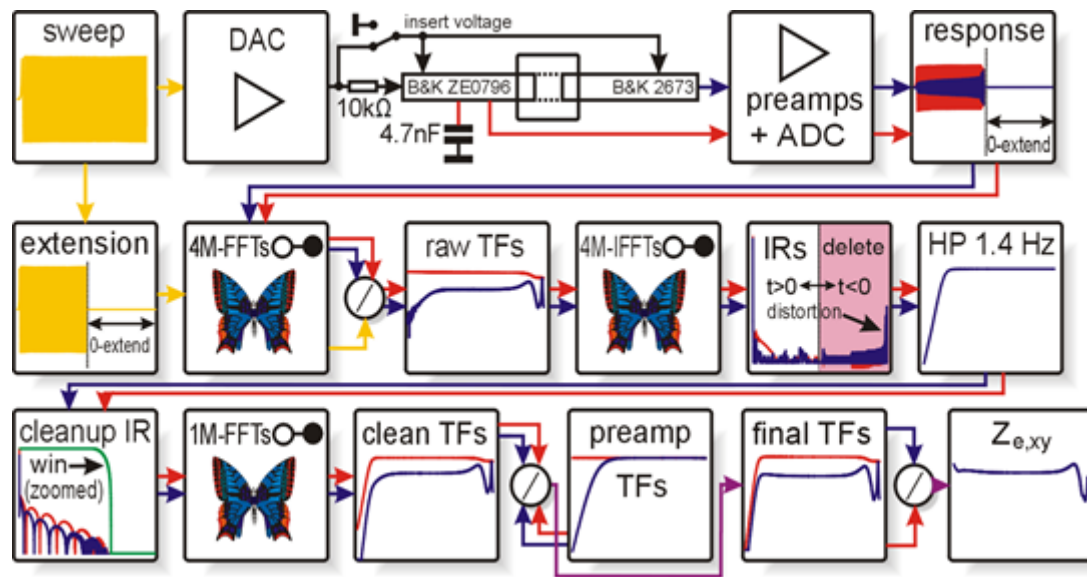 sweep
DAC
insert voltage
10kΩ
B&K ZE0796
B&K 2673
4.7nF
preamps
+ ADC
response
0-extend
extension
0-extend
4M-FFTs
/
raw TFs
4M-IFFTs
IRs
delete
t>0
t<0
distortion
HP 1.4 Hz
cleanup IR
win
(zoomed)
1M-FFTs
clean TFs
/
preamp
TFs
final TFs
/
Ze,xy